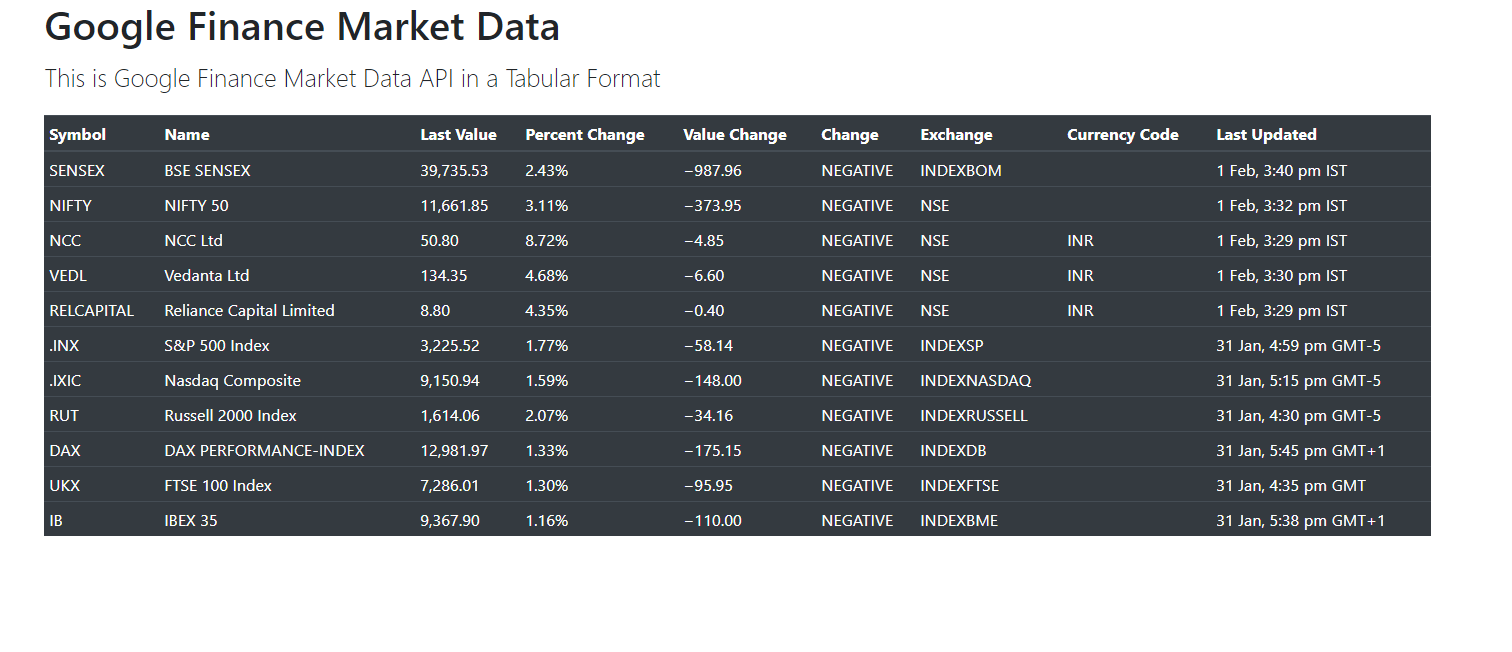 Google Finance Market Data
This is Google Finance Market Data API in a Tabular Format
Symbol Name Last Value Percent Change Value Change Change Exchange Currency Code Last Updated
SENSEX BSE SENSEX 39,735.53 2.43% −987.96 NEGATIVE INDEXBOM 1 Feb, 3:40 pm IST
NIFTY NIFTY 50 11,661.85 3.11% −373.95 NEGATIVE NSE 1 Feb, 3:32 pm IST
NCC NCC Ltd 50.80 8.72% −4.85 NEGATIVE NSE INR 1 Feb, 3:29 pm IST
VEDL Vedanta Ltd 134.35 4.68% −6.60 NEGATIVE NSE INR 1 Feb, 3:30 pm IST
RELCAPITAL Reliance Capital Limited 8.80 4.35% −0.40 NEGATIVE NSE INR 1 Feb, 3:29 pm IST
.INX S&P 500 Index 3,225.52 1.77% −58.14 NEGATIVE INDEXSP 31 Jan, 4:59 pm GMT-5
.IXIC Nasdaq Composite 9,150.94 1.59% −148.00 NEGATIVE INDEXNASDAQ 31 Jan, 5:15 pm GMT-5
RUT Russell 2000 Index 1,614.06 2.07% −34.16 NEGATIVE INDEXRUSSELL 31 Jan, 4:30 pm GMT-5
DAX DAX PERFORMANCE-INDEX 12,981.97 1.33% −175.15 NEGATIVE INDEXDB 31 Jan, 5:45 pm GMT+1
UKX FTSE 100 Index 7,286.01 1.30% −95.95 NEGATIVE INDEXFTSE 31 Jan, 4:35 pm GMT
IB IBEX 35 9,367.90 1.16% −110.00 NEGATIVE INDEXBME 31 Jan, 5:38 pm GMT+1